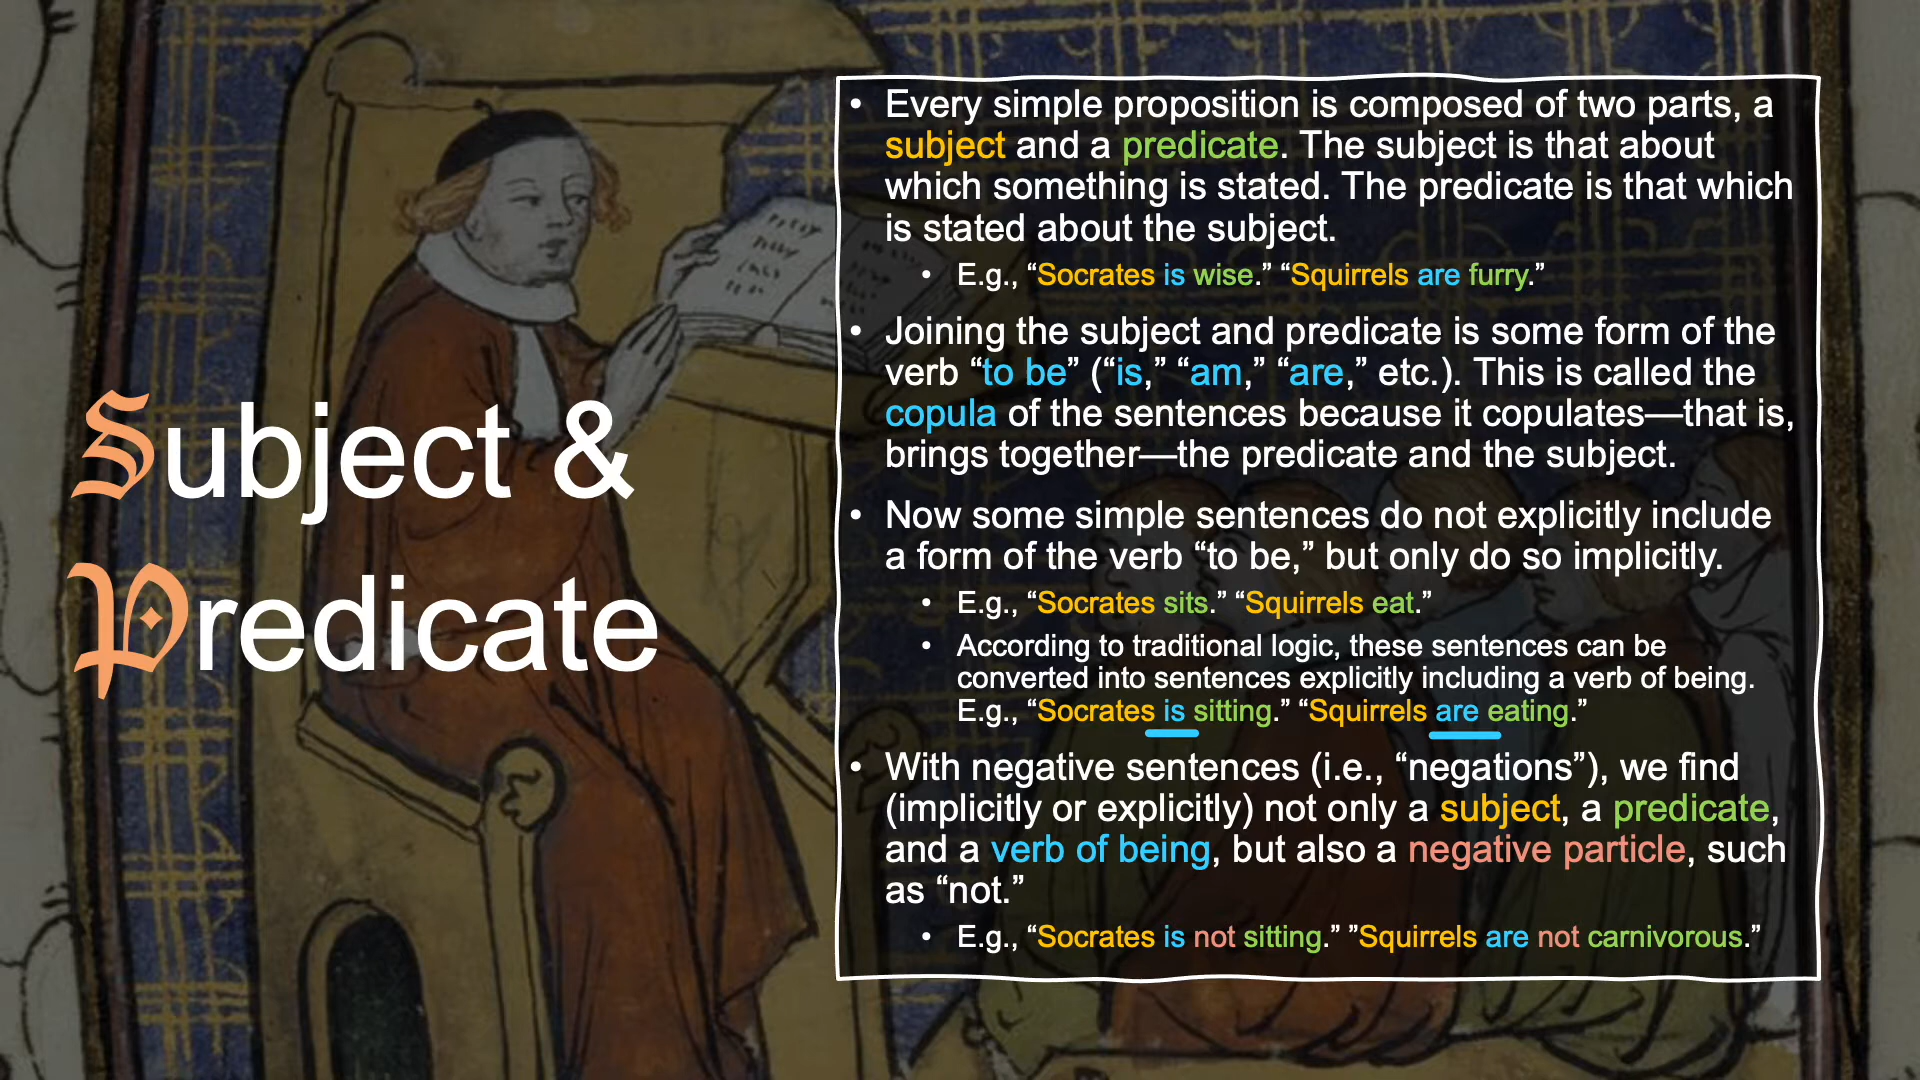 Subject &
Predicate
• Every simple proposition is composed of two parts, a
subject and a predicate. The subject is that about
which something is stated. The predicate is that which
is stated about the subject.
• E.g., “Socrates is wise.” “Squirrels are furry.”
• Joining the subject and predicate is some form of the
verb “to be” (“is,” “am,” “are,” etc.). This is called the
copula of the sentences because it copulates—that is,
brings together—the predicate and the subject.
• Now some simple sentences do not explicitly include
a form of the verb “to be,” but only do so implicitly.
• E.g., “Socrates sits.” “Squirrels eat.”
• According to traditional logic, these sentences can be
converted into sentences explicitly including a verb of being.
E.g., “Socrates is sitting.” “Squirrels are eating.”
• With negative sentences (i.e., “negations”), we find
(implicitly or explicitly) not only a subject, a predicate,
and a verb of being, but also a negative particle, such
as “not.”
• E.g., “Socrates is not sitting.” ”Squirrels are not carnivorous.”